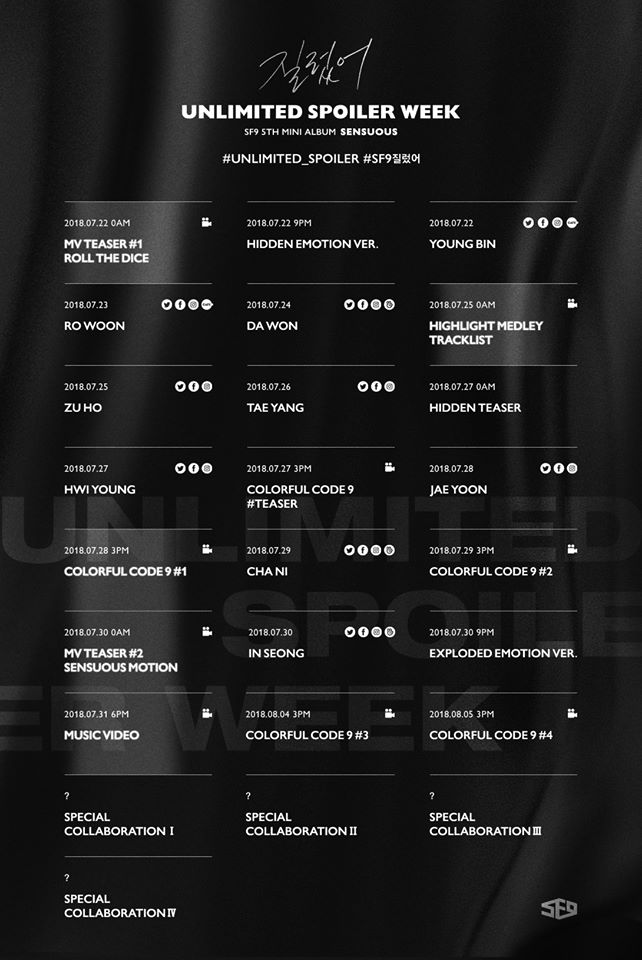 질렀어
UNLIMITED SPOILER WEEK
SF9 5TH MINI ALBUM SENSUOUS
#UNLIMITED_SPOILER #SF9질렀어
2018.07.22 0AM
MV TEASER #1
ROLL THE DICE
2018.07.22 9PM
HIDDEN EMOTION VER.
2018.07.22
YOUNG BIN
2018.07.23
RO WOON
2018.07.24
DA WON
2018.07.25 0AM
HIGHLIGHT MEDLEY
TRACKLIST
2018.07.25
ZU HO
2018.07.26
TAE YANG
2018.07.27 0AM
HIDDEN TEASER
2018.07.27
HWI YOUNG
2018.07.27 3PM
COLORFUL CODE 9
#TEASER
2018.07.28
JAE YOON
2018.07.28 3PM
COLORFUL CODE 9 #1
2018.07.29
CHA NI
2018.07.29 3PM
COLORFUL CODE 9 #2
2018.07.30 0AM
MV TEASER #2
SENSUOUS MOTION
2018.07.30
IN SEONG
2018.07.30 9PM
EXPLODED EMOTION VER.
2018.07.31 6PM
MUSIC VIDEO
2018.08.04 3PM
COLORFUL CODE 9 #3
2018.08.05 3PM
COLORFUL CODE 9 #4
?
SPECIAL
COLLABORATION Ⅰ
?
SPECIAL
COLLABORATION Ⅱ
?
SPECIAL
COLLABORATION Ⅲ
?
SPECIAL
COLLABORATION Ⅳ
SF9
UNLIMITED
SPOILE
ER WEEK